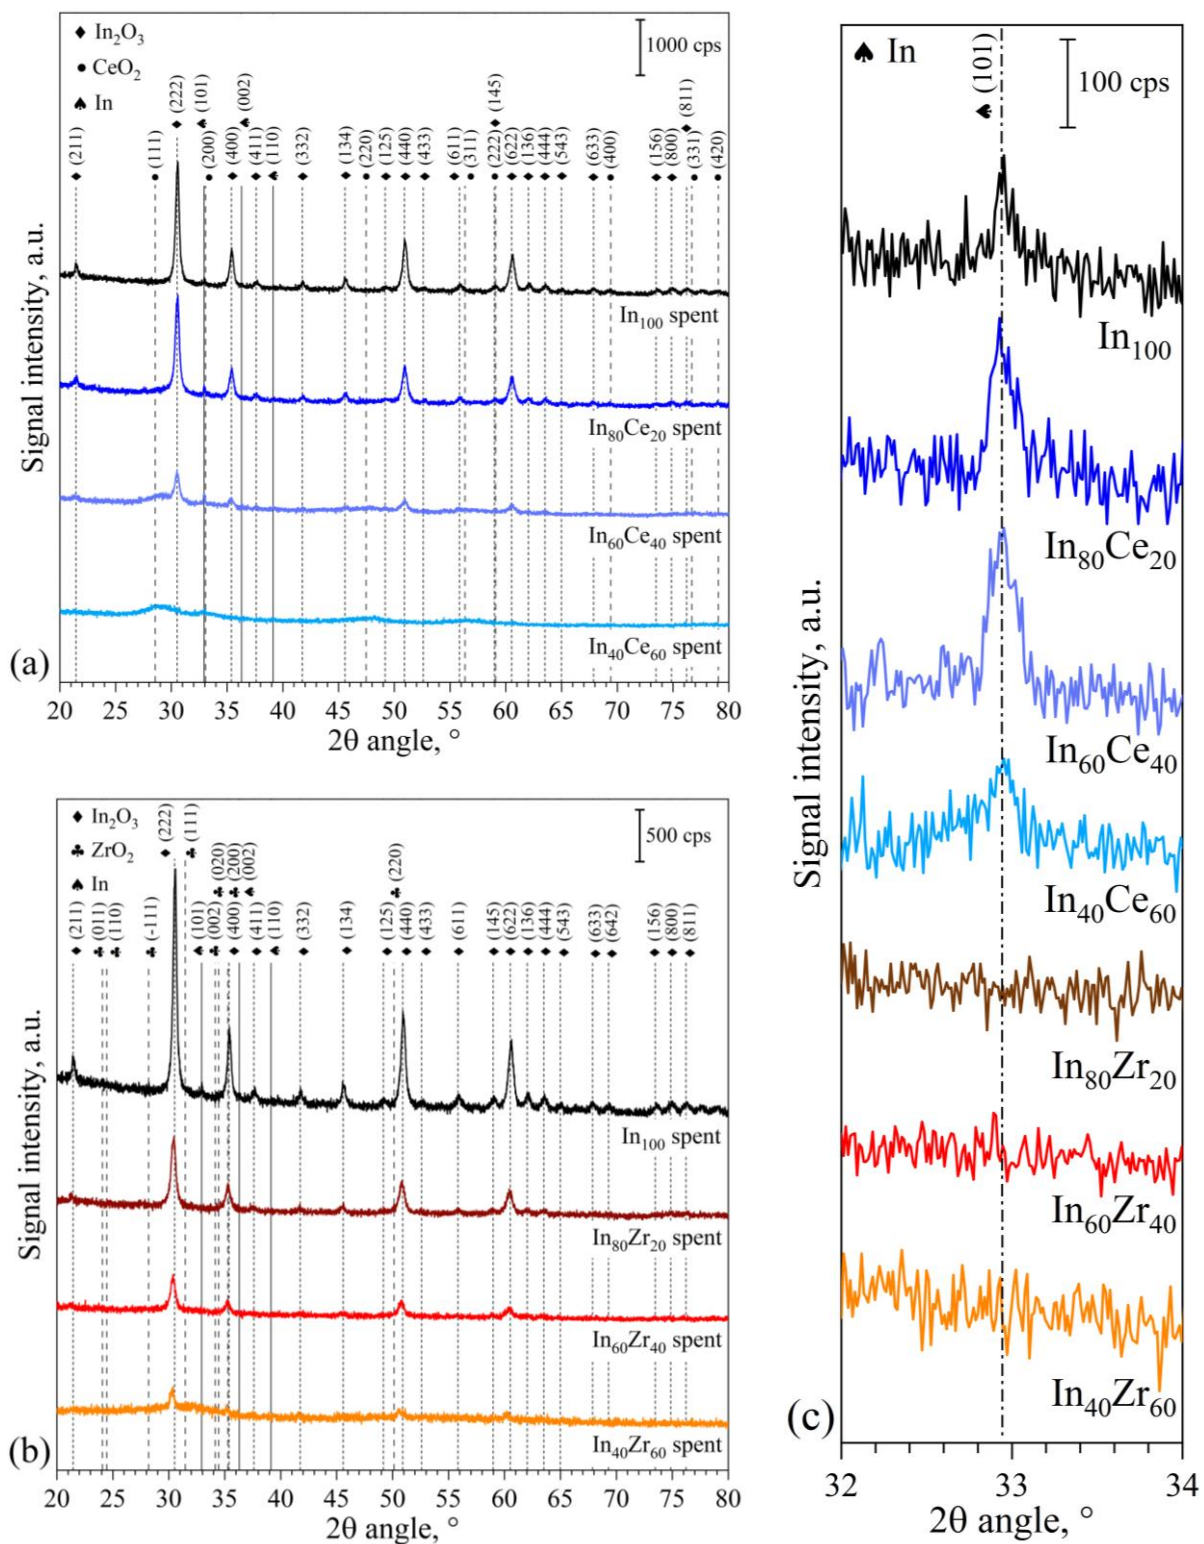 ◆ In₂O₃
● CeO₂
♠ In
1000 cps
◆ (211)
● (111)
◆ (222)
♠ (101)
● (200)
◆ (400)
♠ (002)
◆ (411)
♠ (110)
◆ (332)
◆ (134)
● (220)
◆ (125)
◆ (440)
◆ (433)
◆ (611)
● (311)
● (222)
◆ (145)
◆ (622)
◆ (136)
◆ (444)
◆ (543)
◆ (633)
● (400)
◆ (156)
◆ (800)
◆ (811)
● (331)
● (420)
In₁₀₀ spent
In₈₀Ce₂₀ spent
In₆₀Ce₄₀ spent
In₄₀Ce₆₀ spent
Signal intensity, a.u.
(a)
20 25 30 35 40 45 50 55 60 65 70 75 80
2θ angle, °
◆ In₂O₃
♣ ZrO₂
♠ In
500 cps
◆ (211)
♣ (011)
♣ (110)
♣ (-111)
◆ (222)
♣ (111)
♠ (101)
♣ (002)
♣ (020)
♣ (200)
◆ (400)
♠ (002)
◆ (411)
♠ (110)
◆ (332)
◆ (134)
◆ (125)
♣ (220)
◆ (440)
◆ (433)
◆ (611)
◆ (145)
◆ (622)
◆ (136)
◆ (444)
◆ (543)
◆ (633)
◆ (642)
◆ (156)
◆ (800)
◆ (811)
In₁₀₀ spent
In₈₀Zr₂₀ spent
In₆₀Zr₄₀ spent
In₄₀Zr₆₀ spent
Signal intensity, a.u.
(b)
20 25 30 35 40 45 50 55 60 65 70 75 80
2θ angle, °
♠ In
♠ (101)
100 cps
In₁₀₀
In₈₀Ce₂₀
In₆₀Ce₄₀
In₄₀Ce₆₀
In₈₀Zr₂₀
In₆₀Zr₄₀
In₄₀Zr₆₀
Signal intensity, a.u.
(c)
32 33 34
2θ angle, °